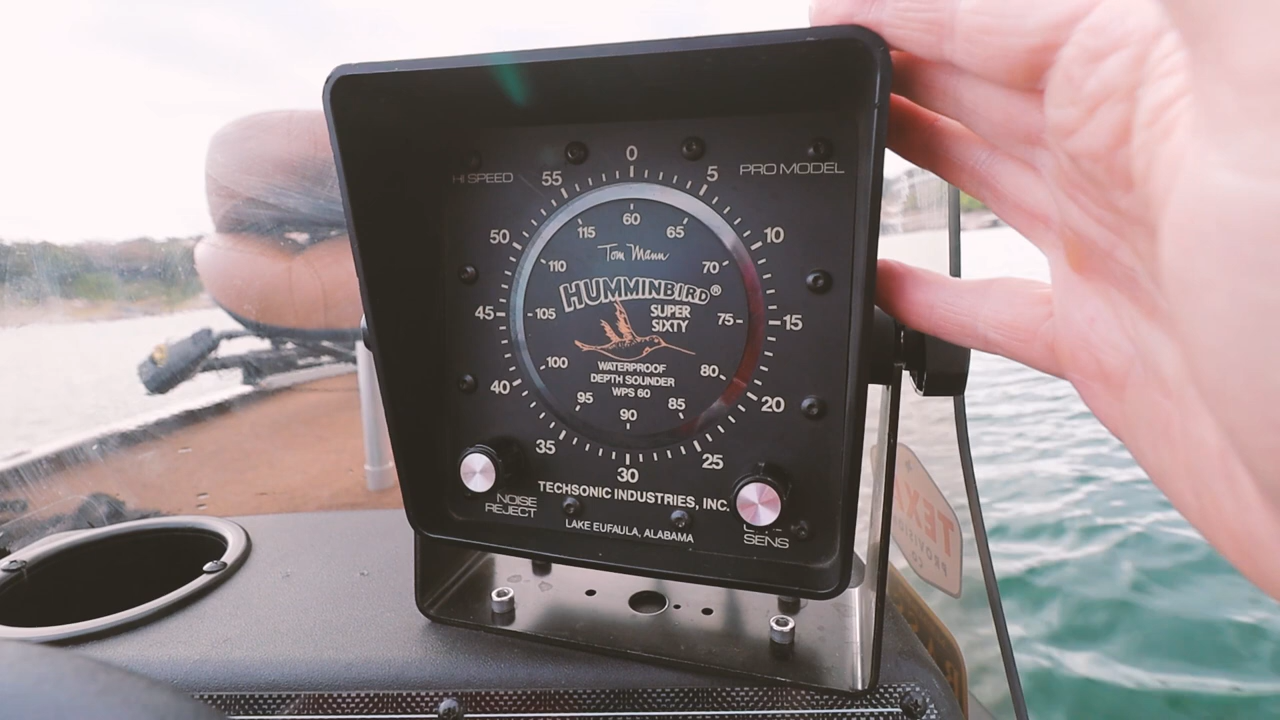 HI SPEED
PRO MODEL
0
5
10
15
20
25
30
35
40
45
50
55
60
65
70
75
80
85
90
95
100
105
110
115
Tom Mann
HUMMINBIRD®
SUPER
SIXTY
WATERPROOF
DEPTH SOUNDER
WPS 60
NOISE
REJECT
TECHSONIC INDUSTRIES, INC.
LAKE EUFAULA, ALABAMA
SENS
PROVISION
CO